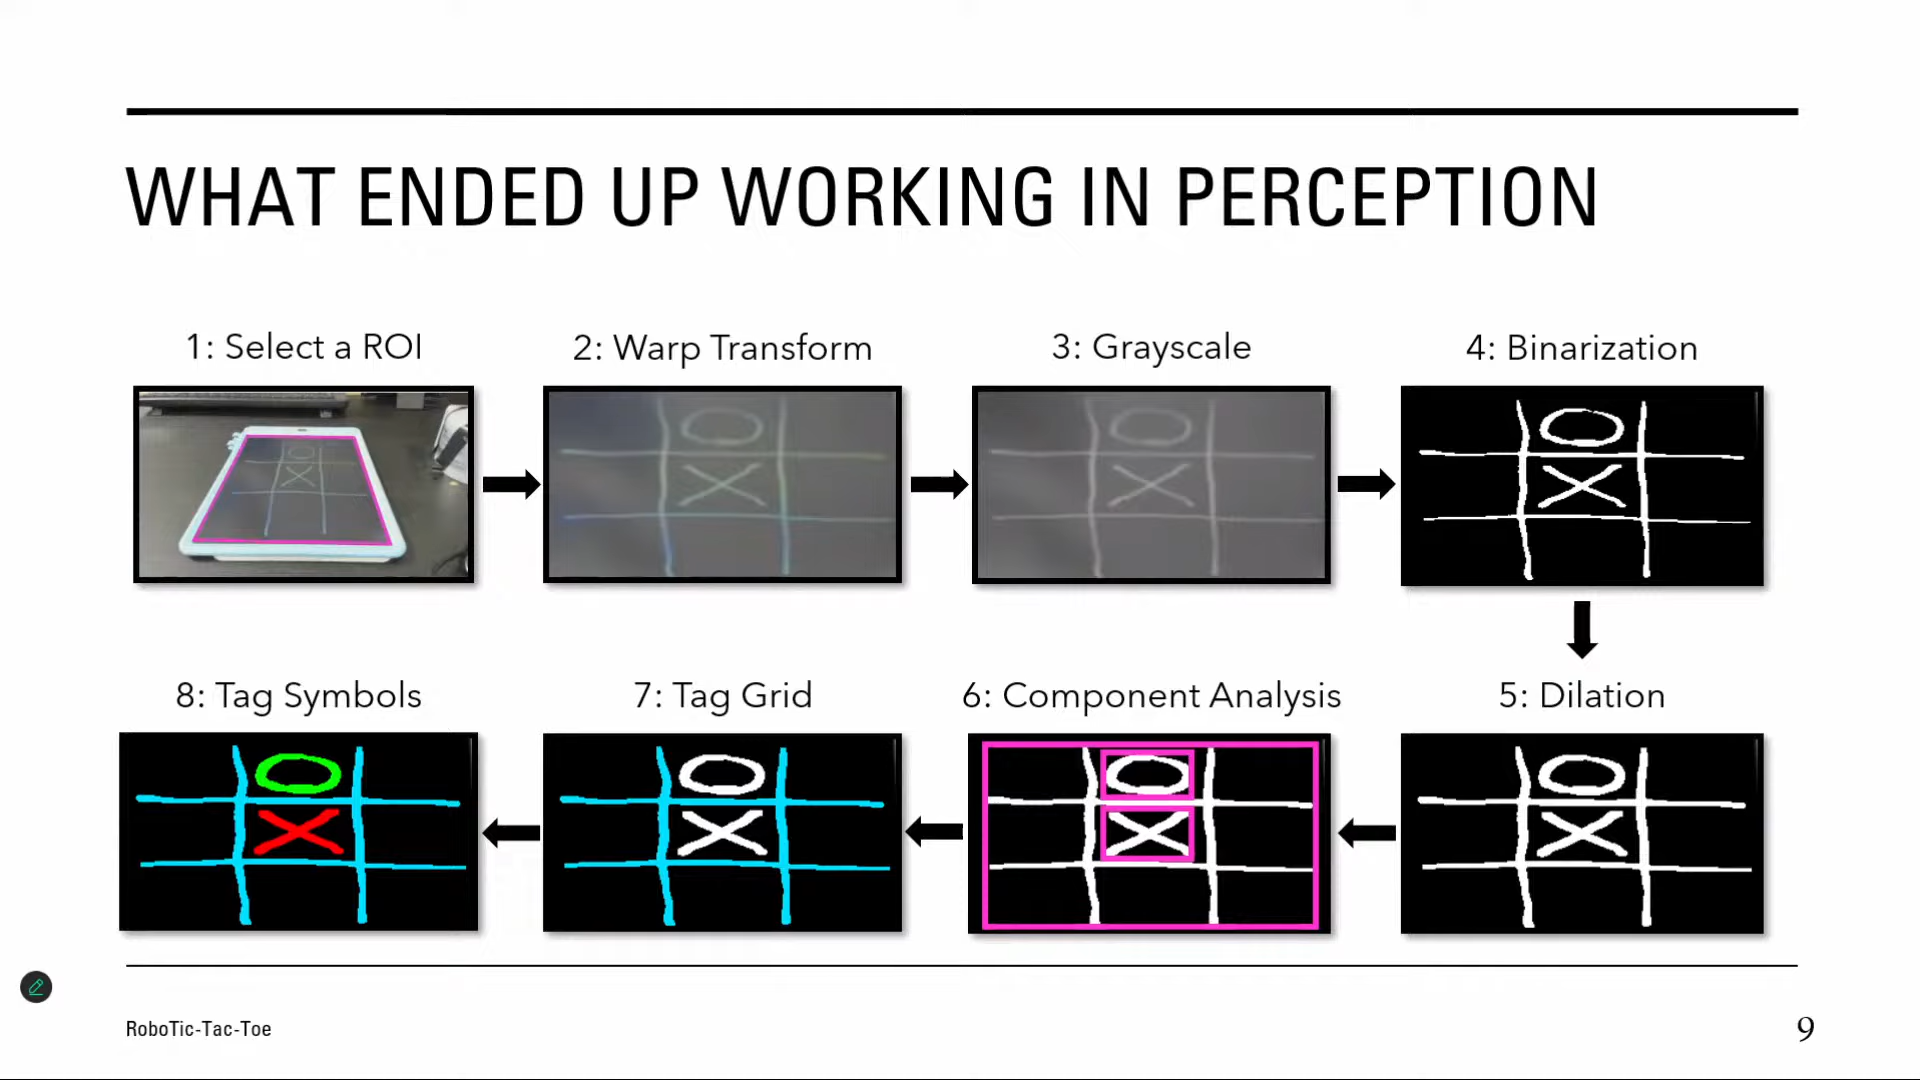 WHAT ENDED UP WORKING IN PERCEPTION
1: Select a ROI
2: Warp Transform
3: Grayscale
4: Binarization
8: Tag Symbols
7: Tag Grid
6: Component Analysis
5: Dilation
RoboTic-Tac-Toe
9